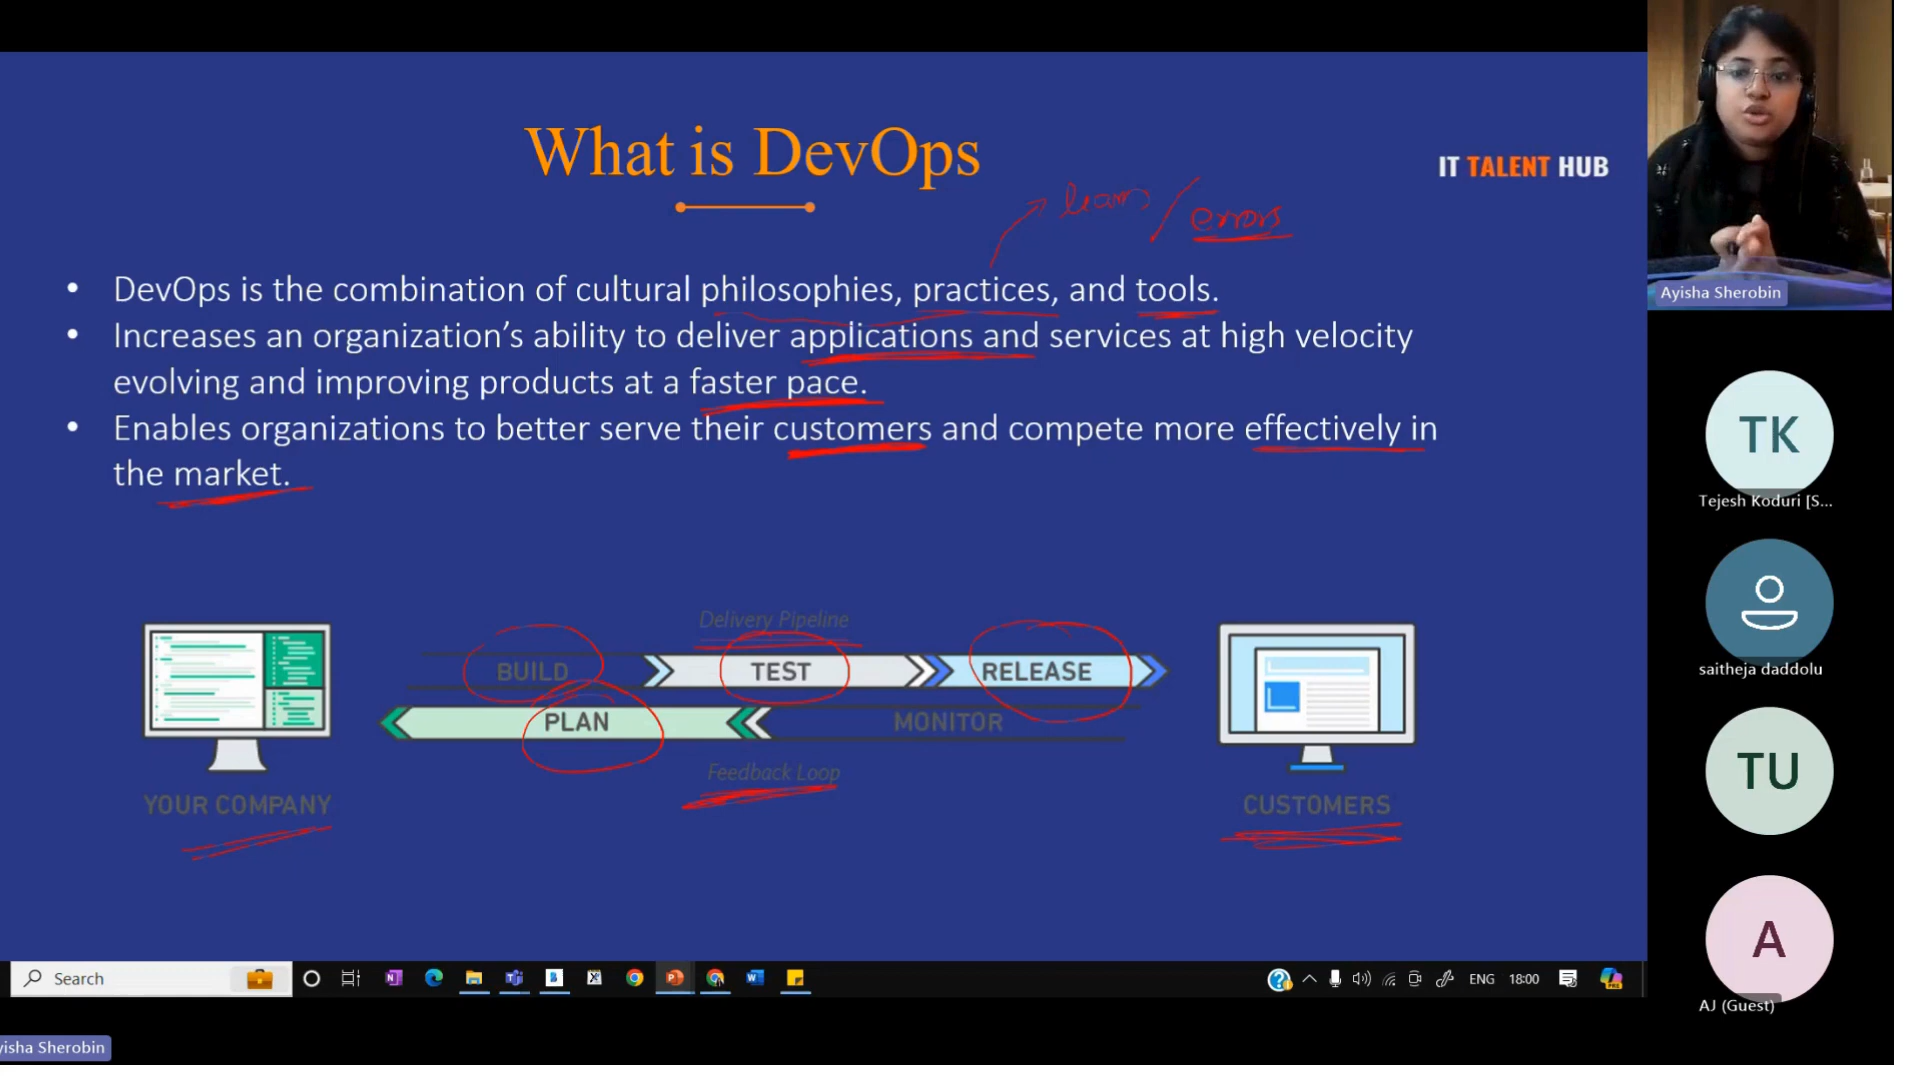 What is DevOps
IT TALENT HUB
learn / errors
• DevOps is the combination of cultural philosophies, practices, and tools.
• Increases an organization’s ability to deliver applications and services at high velocity
evolving and improving products at a faster pace.
• Enables organizations to better serve their customers and compete more effectively in
the market.
Delivery Pipeline
BUILD TEST RELEASE
PLAN MONITOR
Feedback Loop
YOUR COMPANY
CUSTOMERS
Search
ENG 18:00
yisha Sherobin
Ayisha Sherobin
TK
Tejesh Koduri [S...
saitheja daddolu
TU
A
AJ (Guest)